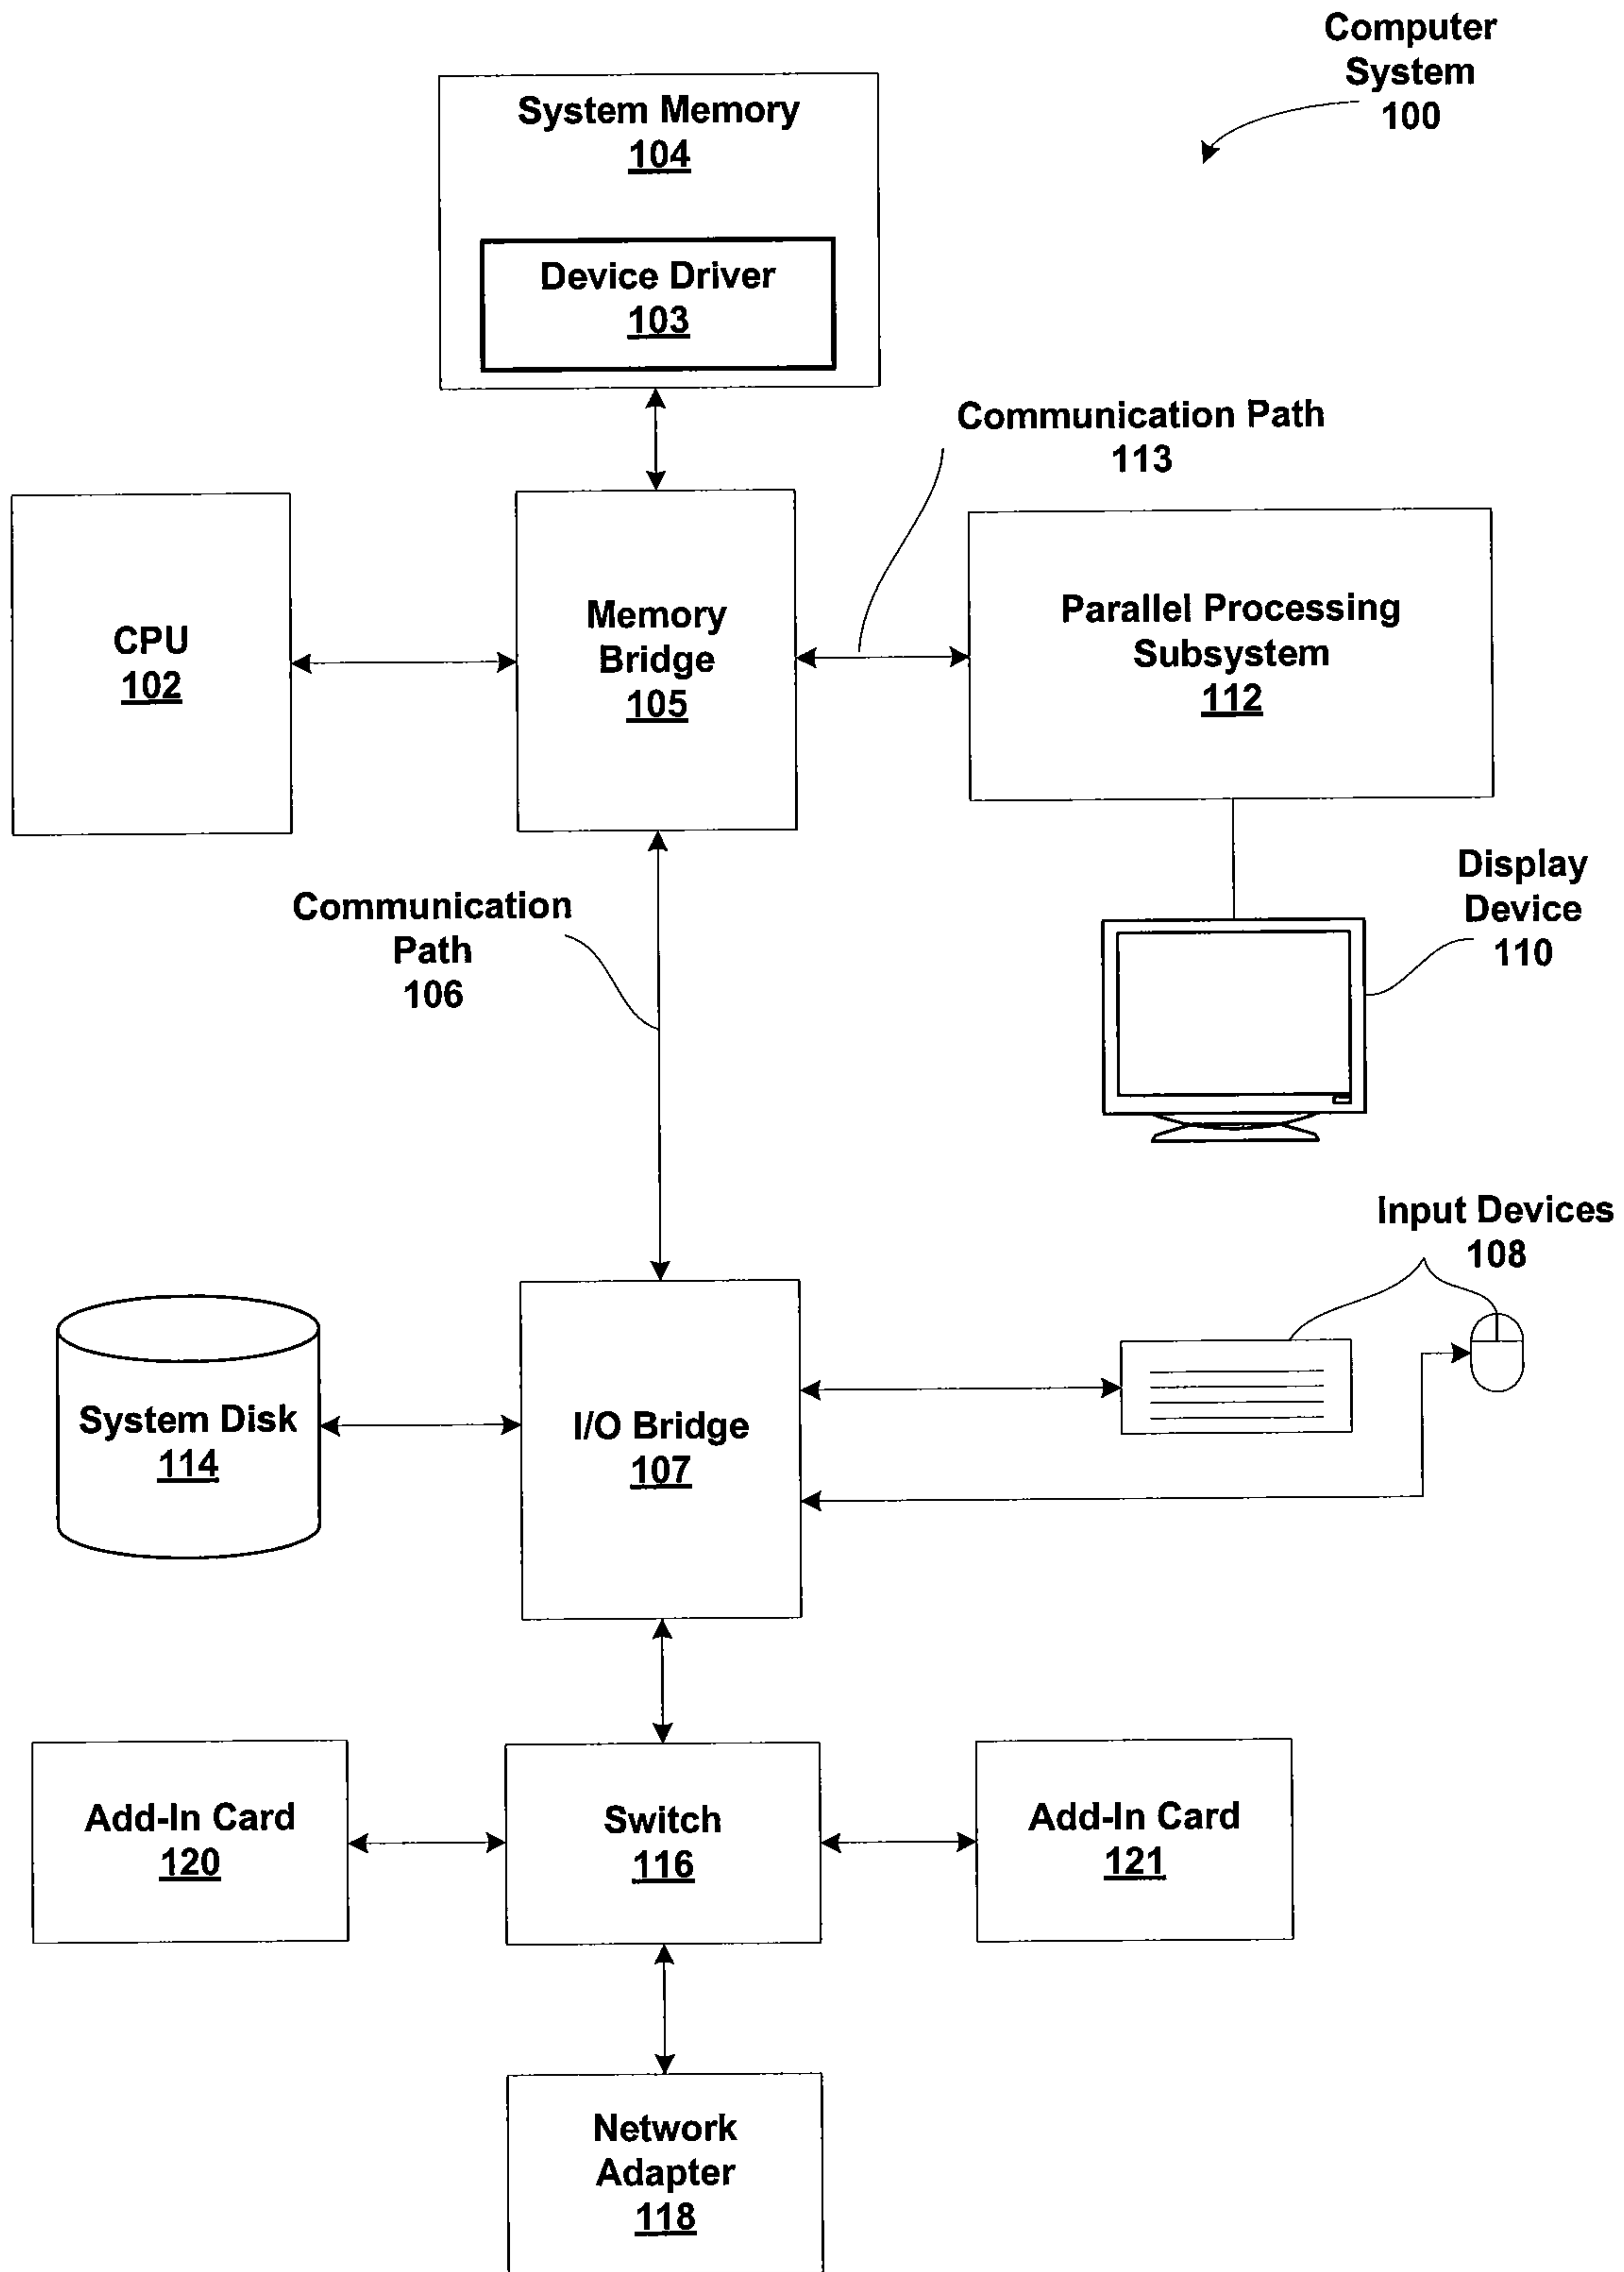 Computer
System
100
System Memory
104
Device Driver
103
Communication Path
113
CPU
102
Memory
Bridge
105
Parallel Processing
Subsystem
112
Communication
Path
106
Display
Device
110
Input Devices
108
System Disk
114
I/O Bridge
107
Add-In Card
120
Switch
116
Add-In Card
121
Network
Adapter
118